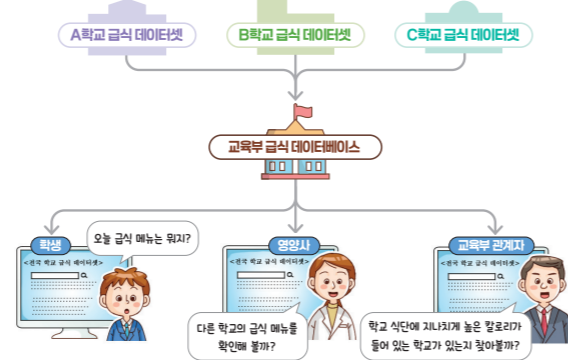 A학교 급식 데이터셋
B학교 급식 데이터셋
C학교 급식 데이터셋
교육부 급식 데이터베이스
학생
오늘 급식 메뉴는 뭐지?
<전국 학교 급식 데이터셋>
영양사
<전국 학교 급식 데이터셋>
다른 학교의 급식 메뉴를
확인해 볼까?
교육부 관계자
<전국 학교 급식 데이터셋>
학교 식단에 지나치게 높은 칼로리가
들어 있는 학교가 있는지 찾아볼까?